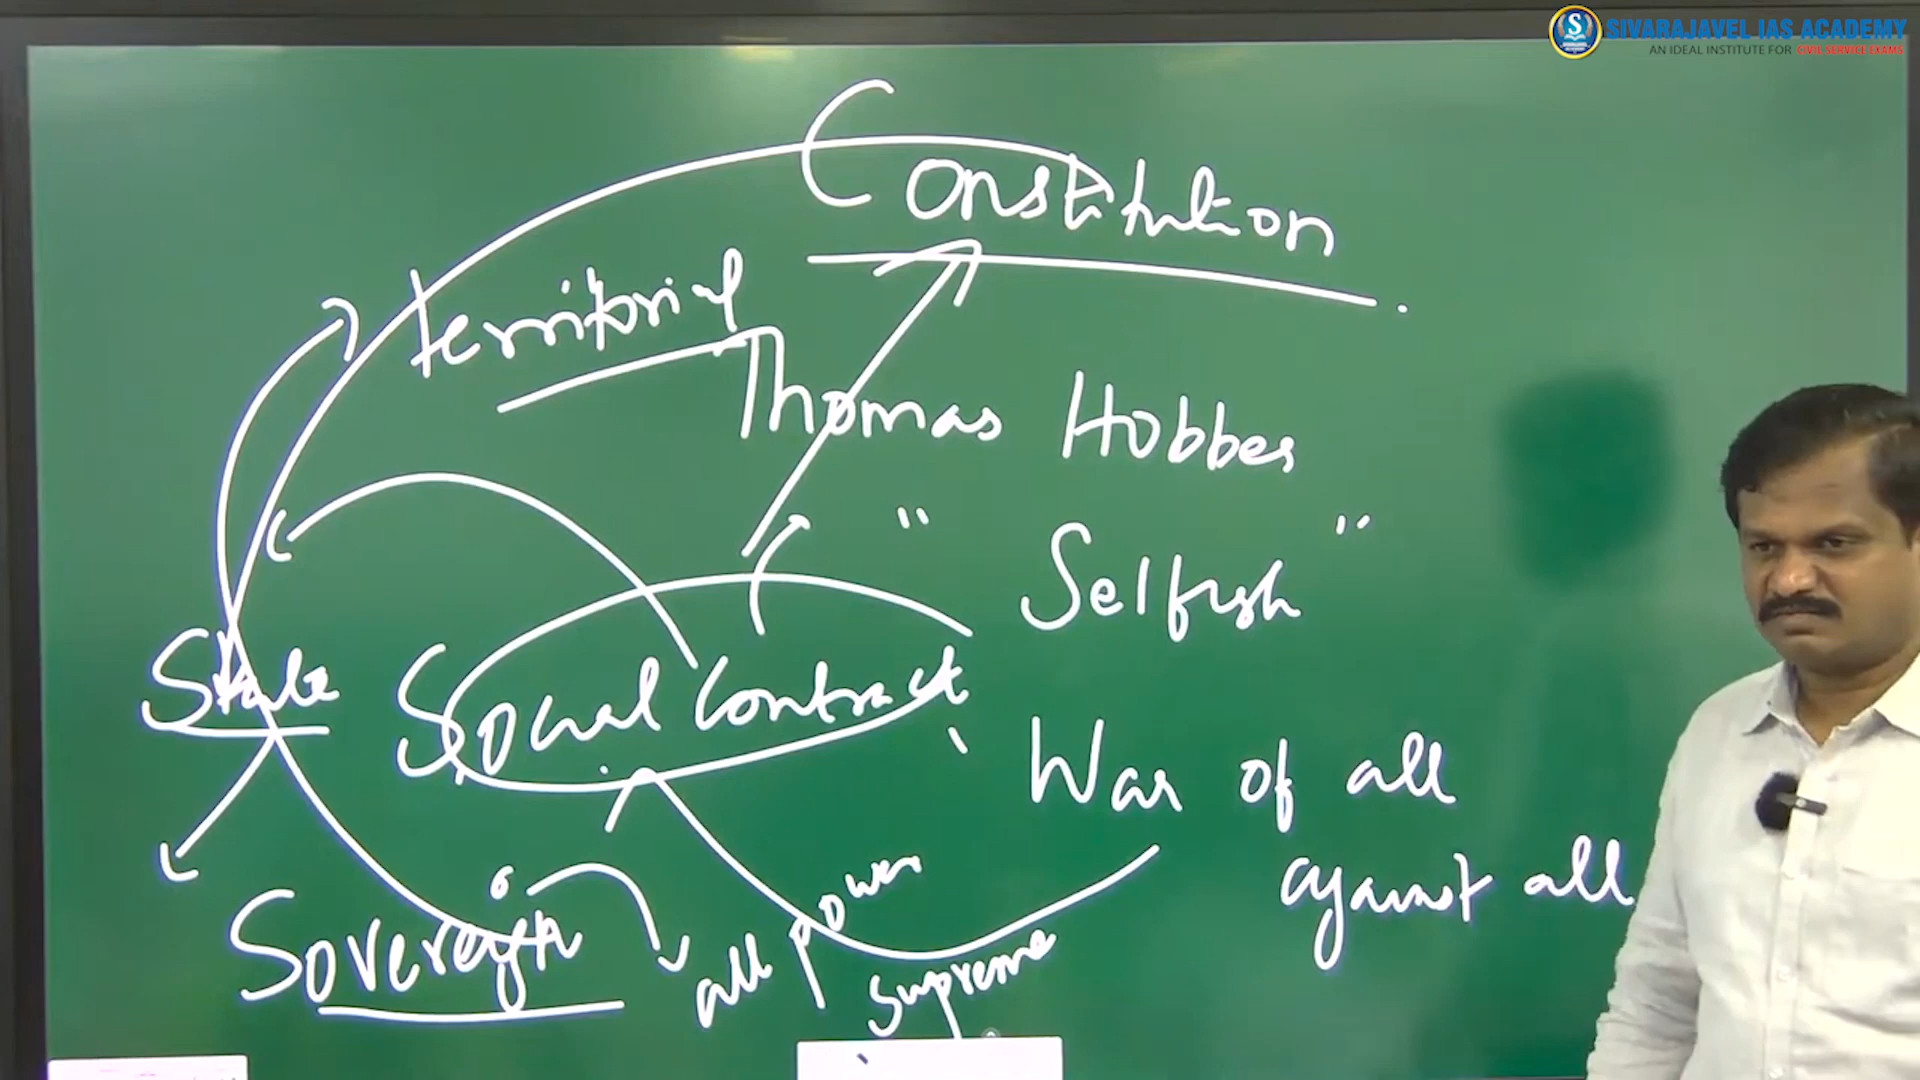 SIVARAJAVEL IAS ACADEMY
AN IDEAL INSTITUTE FOR CIVIL SERVICE EXAMS
Constitution
Territorial
Thomas Hobbes
" Selfish "
State
Social Contract
' War of all
against all
Sovereign
all power
Supreme